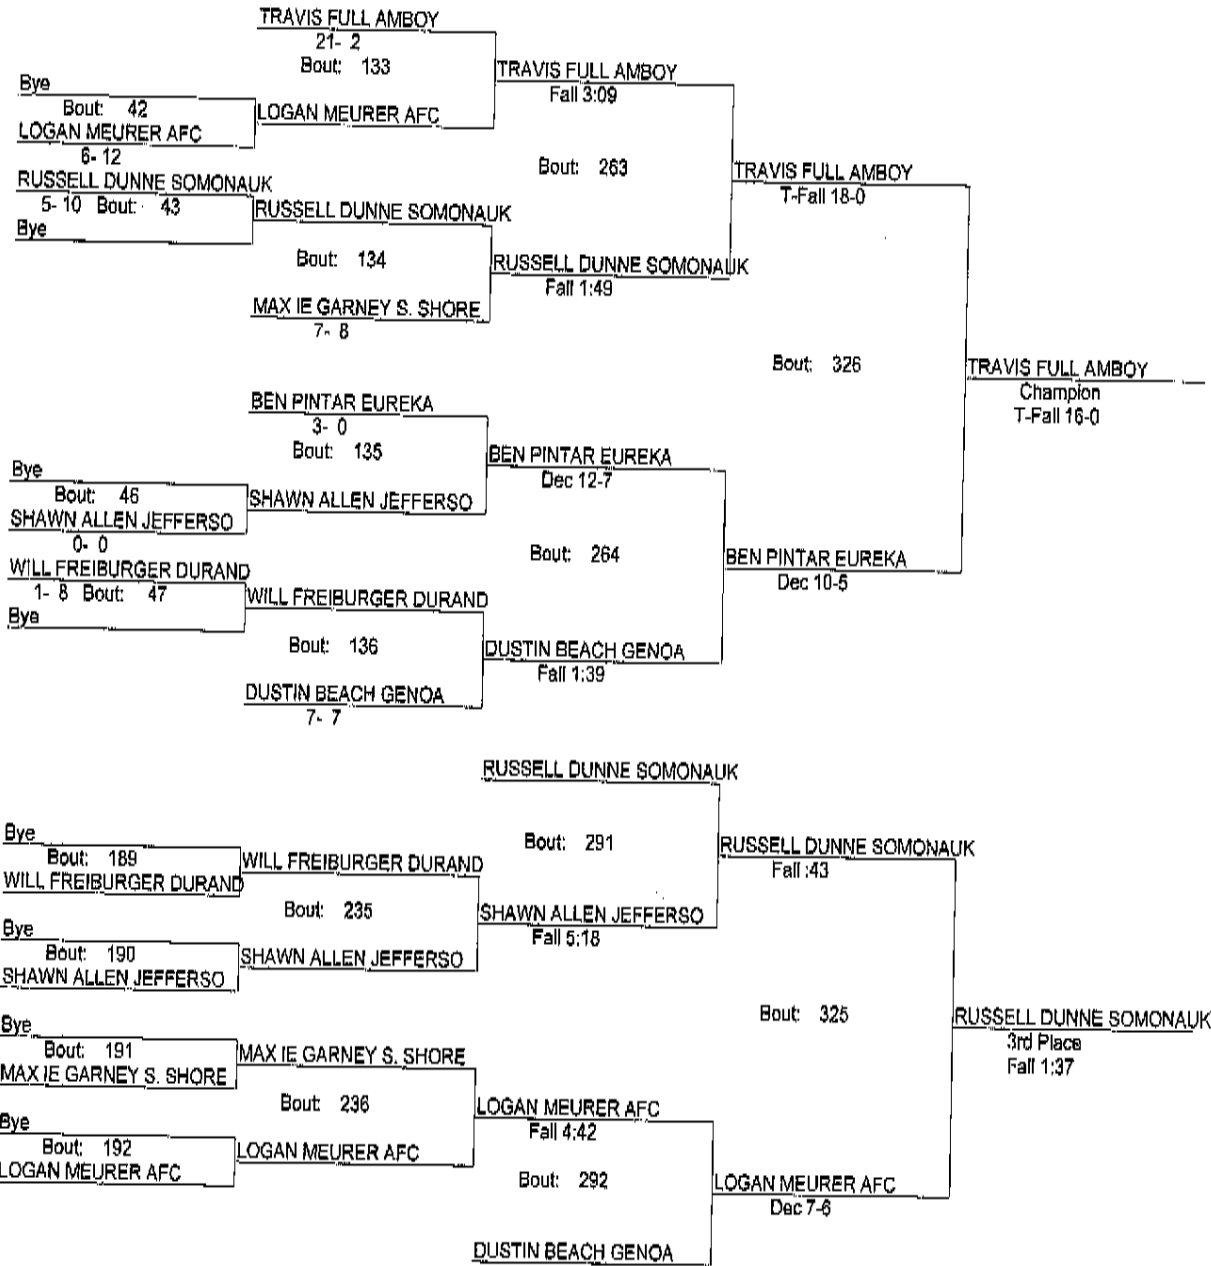 TRAVIS FULL AMBOY
21- 2
Bout: 133
TRAVIS FULL AMBOY
Fall 3:09
Bye
Bout: 42
LOGAN MEURER AFC
LOGAN MEURER AFC
6- 12
Bout: 263
TRAVIS FULL AMBOY
T-Fall 18-0
RUSSELL DUNNE SOMONAUK
5- 10 Bout: 43
RUSSELL DUNNE SOMONAUK
Bye
Bout: 134
RUSSELL DUNNE SOMONAUK
Fall 1:49
MAX IE GARNEY S. SHORE
7- 8
Bout: 326
TRAVIS FULL AMBOY
Champion
T-Fall 16-0
BEN PINTAR EUREKA
3- 0
Bout: 135
BEN PINTAR EUREKA
Dec 12-7
Bye
Bout: 46
SHAWN ALLEN JEFFERSO
SHAWN ALLEN JEFFERSO
0- 0
Bout: 264
BEN PINTAR EUREKA
Dec 10-5
WILL FREIBURGER DURAND
1- 8 Bout: 47
WILL FREIBURGER DURAND
Bye
Bout: 136
DUSTIN BEACH GENOA
Fall 1:39
DUSTIN BEACH GENOA
7- 7
RUSSELL DUNNE SOMONAUK
Bout: 291
RUSSELL DUNNE SOMONAUK
Fall :43
Bye
Bout: 189
WILL FREIBURGER DURAND
WILL FREIBURGER DURAND
Bout: 235
SHAWN ALLEN JEFFERSO
Fall 5:18
Bye
Bout: 190
SHAWN ALLEN JEFFERSO
SHAWN ALLEN JEFFERSO
Bout: 325
RUSSELL DUNNE SOMONAUK
3rd Place
Fall 1:37
Bye
Bout: 191
MAX IE GARNEY S. SHORE
MAX IE GARNEY S. SHORE
Bout: 236
LOGAN MEURER AFC
Fall 4:42
Bye
Bout: 192
LOGAN MEURER AFC
LOGAN MEURER AFC
Bout: 292
LOGAN MEURER AFC
Dec 7-6
DUSTIN BEACH GENOA